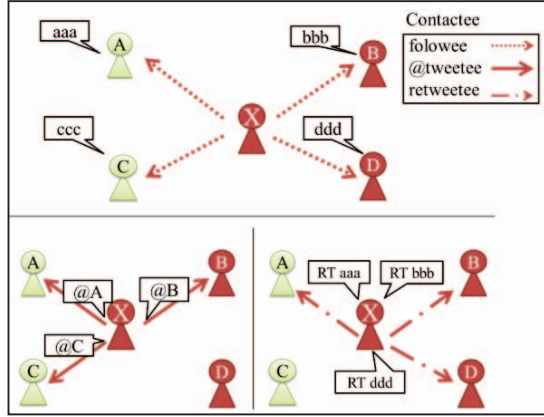 Contactee
folowee
@tweetee
retweetee
aaa
A
bbb
B
X
ccc
C
ddd
D
A
@A
X
@B
B
@C
C
D
A
RT aaa
RT bbb
B
X
C
RT ddd
D